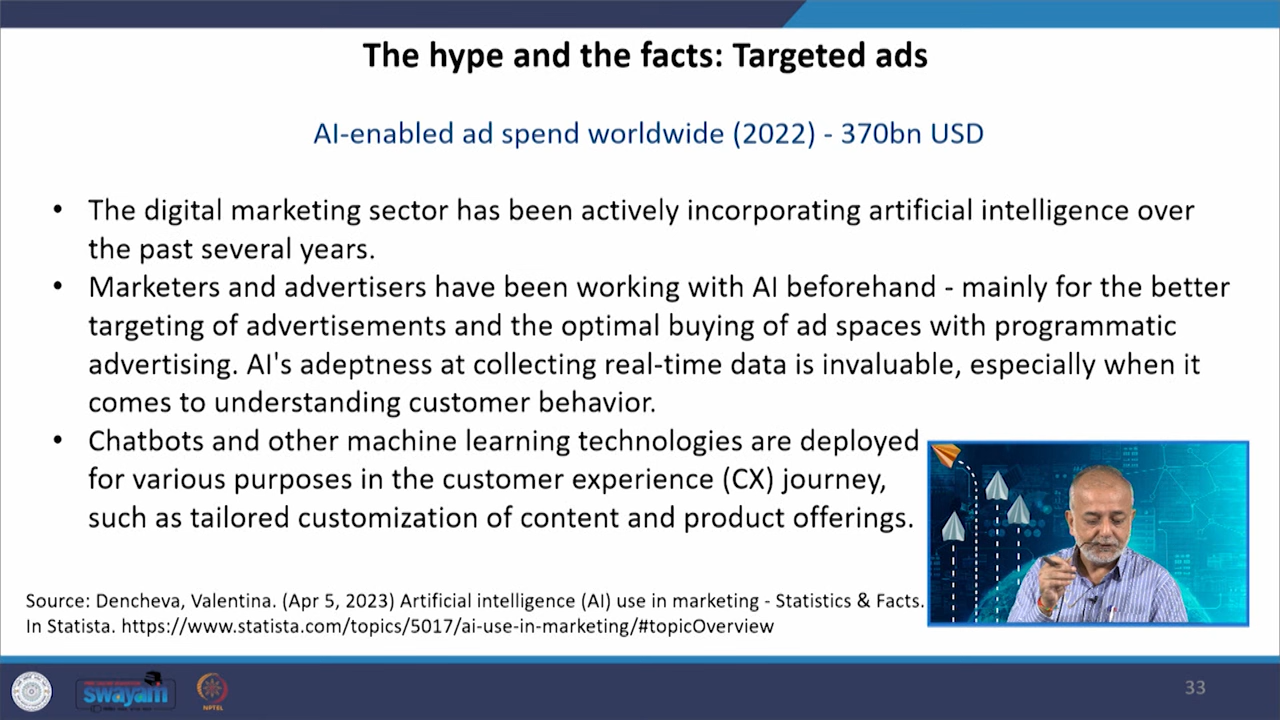 The hype and the facts: Targeted ads
AI-enabled ad spend worldwide (2022) - 370bn USD
• The digital marketing sector has been actively incorporating artificial intelligence over
the past several years.
• Marketers and advertisers have been working with AI beforehand - mainly for the better
targeting of advertisements and the optimal buying of ad spaces with programmatic
advertising. AI's adeptness at collecting real-time data is invaluable, especially when it
comes to understanding customer behavior.
• Chatbots and other machine learning technologies are deployed
for various purposes in the customer experience (CX) journey,
such as tailored customization of content and product offerings.
Source: Dencheva, Valentina. (Apr 5, 2023) Artificial intelligence (AI) use in marketing - Statistics & Facts.
In Statista. https://www.statista.com/topics/5017/ai-use-in-marketing/#topicOverview
swayam
NPTEL
33